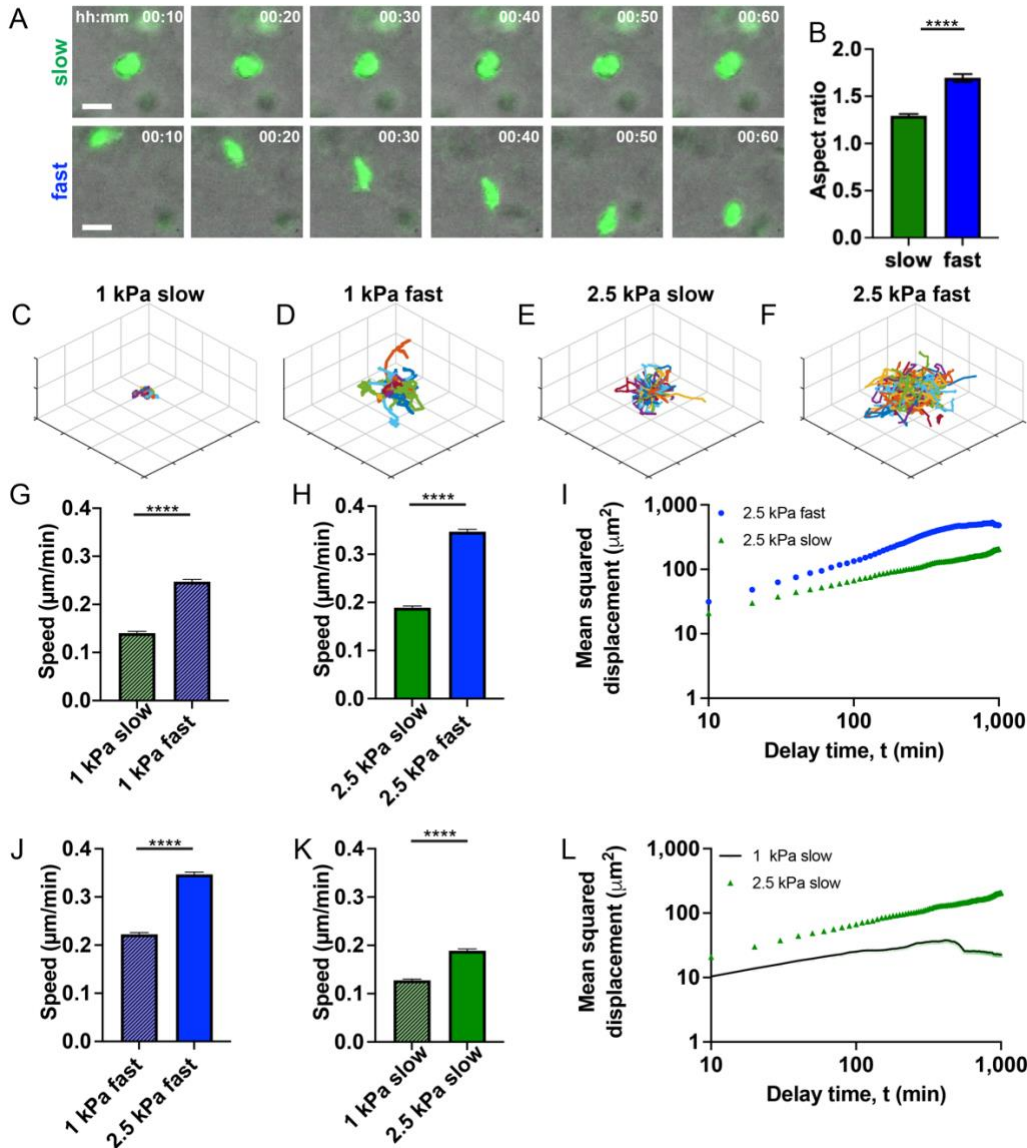 A
slow
hh:mm 00:10
00:20
00:30
00:40
00:50
00:60
fast
00:10
00:20
00:30
00:40
00:50
00:60
B
****
Aspect ratio
2.0
1.5
1.0
0.5
0.0
slow fast
C
1 kPa slow
D
1 kPa fast
E
2.5 kPa slow
F
2.5 kPa fast
G
****
Speed (μm/min)
0.4
0.3
0.2
0.1
0.0
1 kPa slow
1 kPa fast
H
****
Speed (μm/min)
0.4
0.3
0.2
0.1
0.0
2.5 kPa slow
2.5 kPa fast
I
Mean squared
displacement (μm²)
1,000
100
10
1
2.5 kPa fast
2.5 kPa slow
10 100 1,000
Delay time, t (min)
J
****
Speed (μm/min)
0.4
0.3
0.2
0.1
0.0
1 kPa fast
2.5 kPa fast
K
****
Speed (μm/min)
0.4
0.3
0.2
0.1
0.0
1 kPa slow
2.5 kPa slow
L
Mean squared
displacement (μm²)
1,000
100
10
1
1 kPa slow
2.5 kPa slow
10 100 1,000
Delay time, t (min)